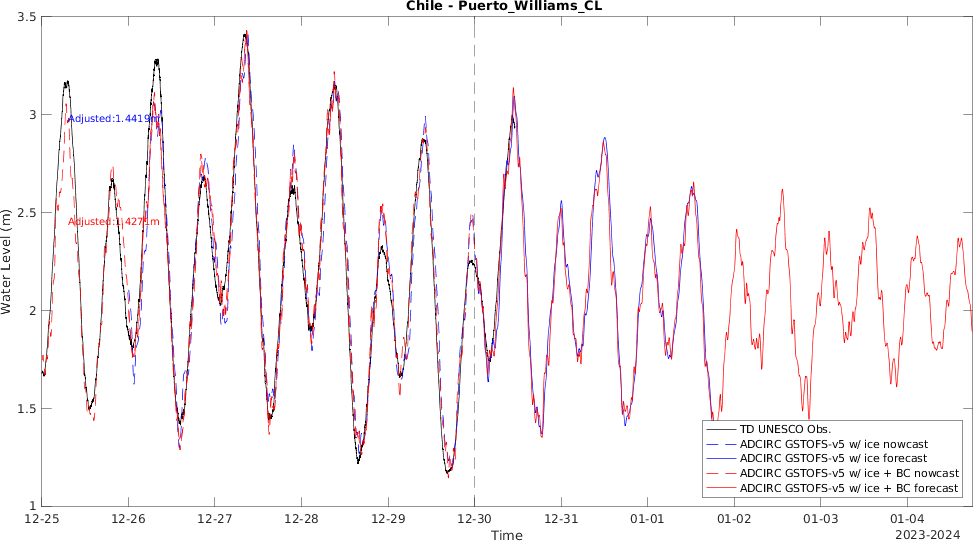 Chile - Puerto_Williams_CL
3.5
3
2.5
2
1.5
1
Water Level (m)
Adjusted:1.4419m
Adjusted:1.4271m
TD UNESCO Obs.
ADCIRC GSTOFS-v5 w/ ice nowcast
ADCIRC GSTOFS-v5 w/ ice forecast
ADCIRC GSTOFS-v5 w/ ice + BC nowcast
ADCIRC GSTOFS-v5 w/ ice + BC forecast
12-25 12-26 12-27 12-28 12-29 12-30 12-31 01-01 01-02 01-03 01-04
Time
2023-2024